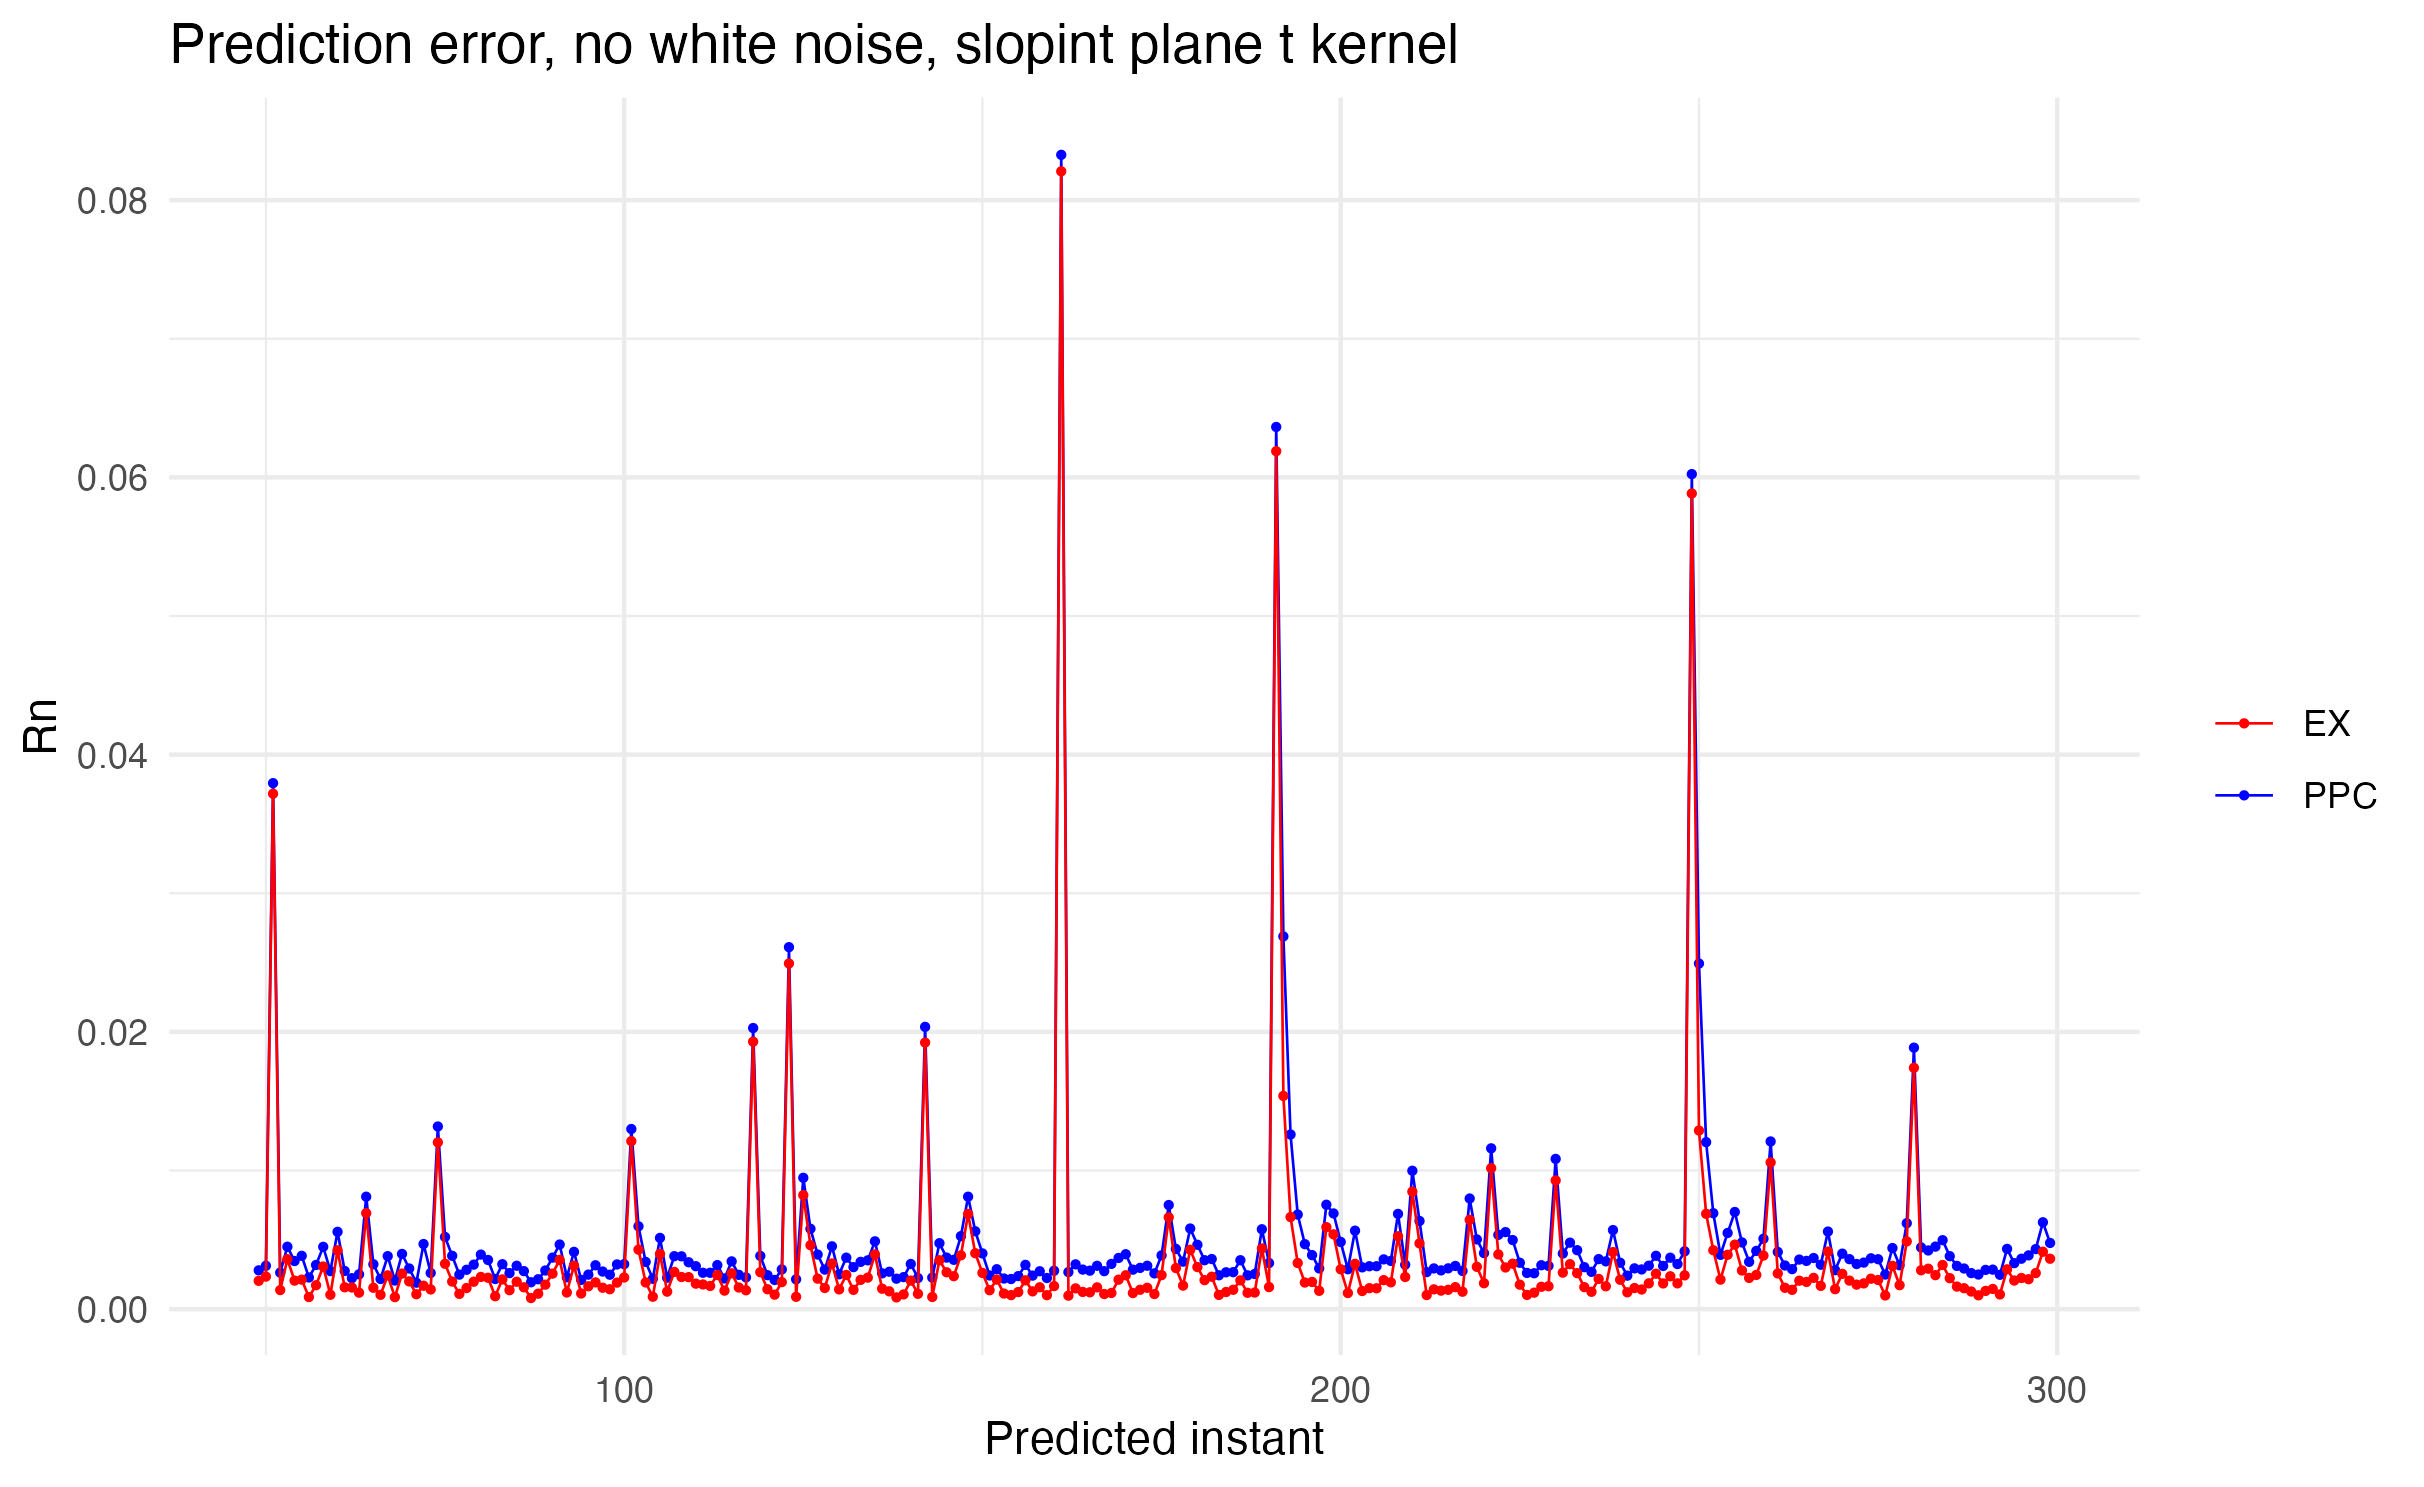 Prediction error, no white noise, slopint plane t kernel
0.08
0.06
0.04
0.02
0.00
Rn
100
200
300
Predicted instant
EX
PPC